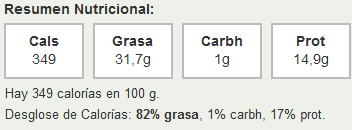 Resumen Nutricional:
Cals Grasa Carbh Prot
349 31,7g 1g 14,9g
Hay 349 calorías en 100 g.
Desglose de Calorías: 82% grasa, 1% carbh, 17% prot.